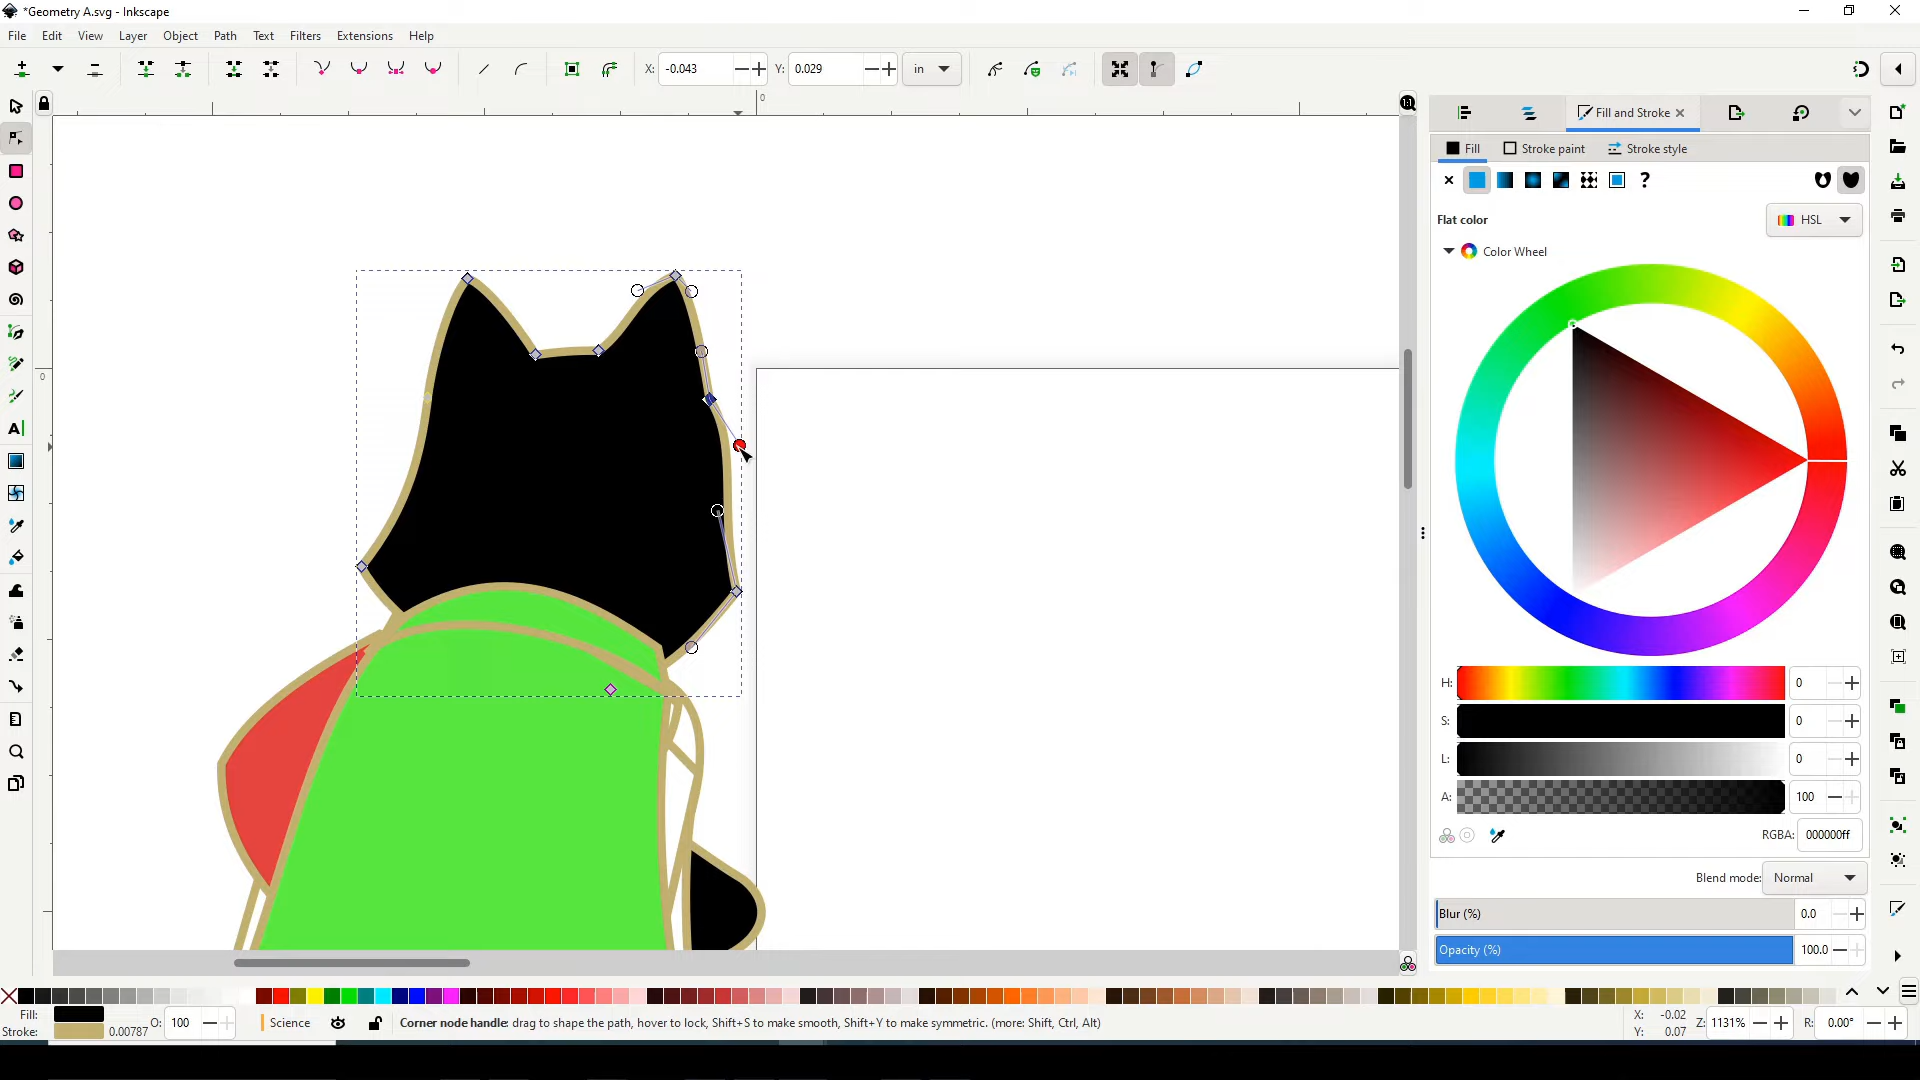 *Geometry A.svg - Inkscape
File Edit View Layer Object Path Text Filters Extensions Help
X: -0.043 Y: 0.029 in
0
1:1
Fill and Stroke
Fill Stroke paint Stroke style
?
Flat color HSL
Color Wheel
0
H: 0
S: 0
L: 0
A: 100
RGBA: 000000ff
Blend mode: Normal
Blur (%) 0.0
Opacity (%) 100.0
Fill:
Stroke: 0.00787 O: 100 Science Corner node handle: drag to shape the path, hover to lock, Shift+S to make smooth, Shift+Y to make symmetric. (more: Shift, Ctrl, Alt)
X: -0.02
Y: 0.07
Z: 1131% R: 0.00°